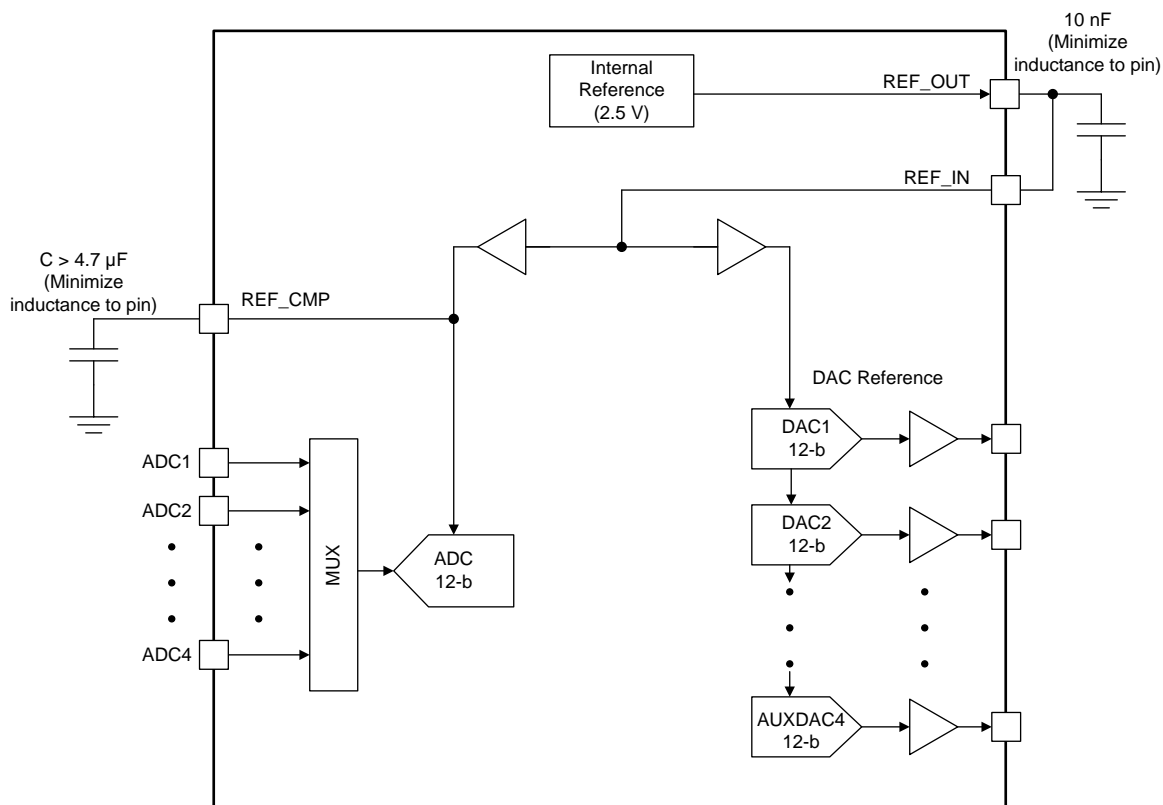 10 nF
(Minimize
inductance to pin)
Internal
Reference
(2.5 V)
REF_OUT
REF_IN
C > 4.7 µF
(Minimize
inductance to pin)
REF_CMP
DAC Reference
DAC1
12-b
ADC1
ADC2
DAC2
12-b
MUX
ADC
12-b
ADC4
AUXDAC4
12-b